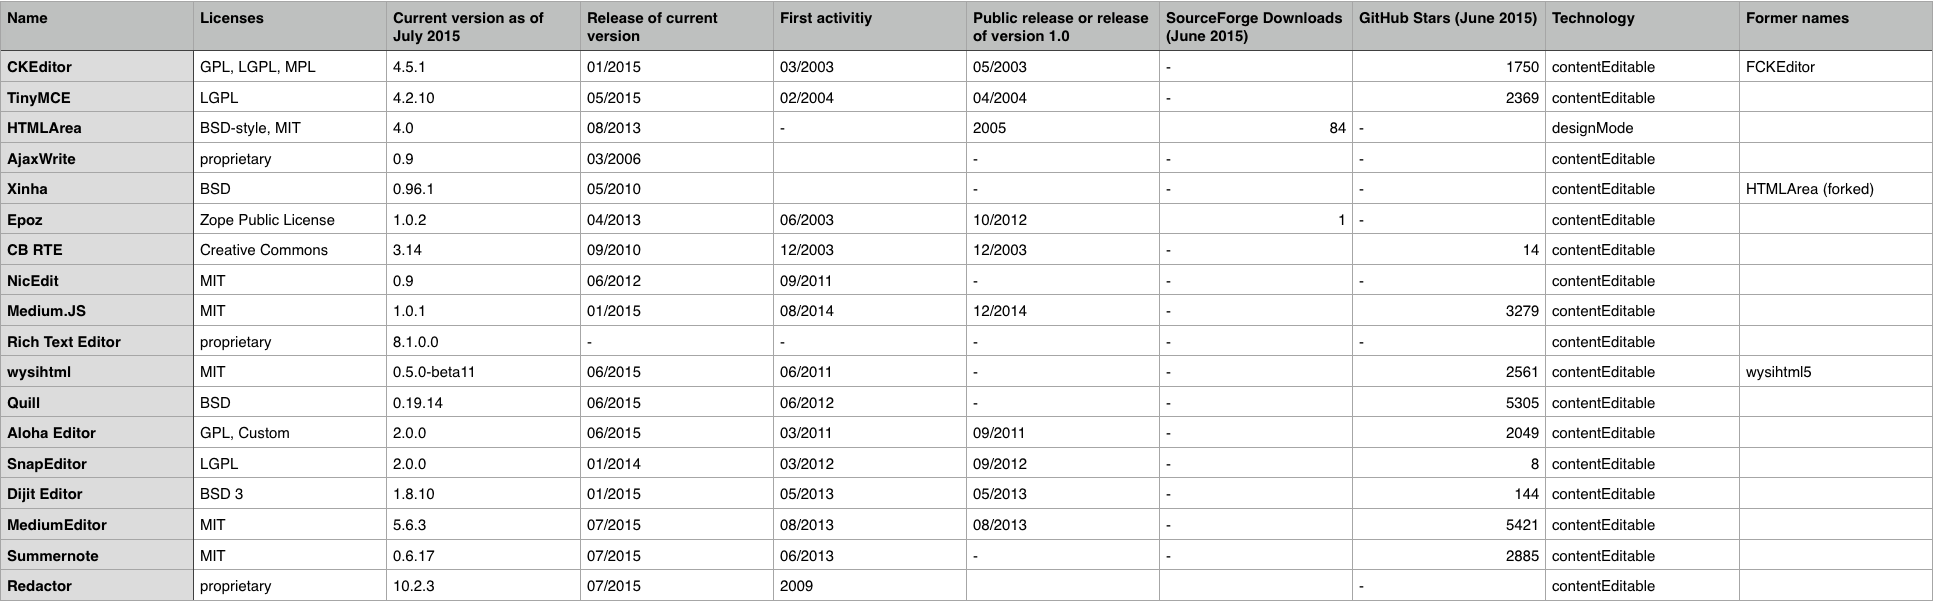 Name Licenses Current version as of July 2015 Release of current version First activitiy Public release or release of version 1.0 SourceForge Downloads (June 2015) GitHub Stars (June 2015) Technology Former names
CKEditor GPL, LGPL, MPL 4.5.1 01/2015 03/2003 05/2003 - 1750 contentEditable FCKEditor
TinyMCE LGPL 4.2.10 05/2015 02/2004 04/2004 - 2369 contentEditable
HTMLArea BSD-style, MIT 4.0 08/2013 - 2005 84 - designMode
AjaxWrite proprietary 0.9 03/2006 - - - contentEditable
Xinha BSD 0.96.1 05/2010 - - - contentEditable HTMLArea (forked)
Epoz Zope Public License 1.0.2 04/2013 06/2003 10/2012 1 - contentEditable
CB RTE Creative Commons 3.14 09/2010 12/2003 12/2003 - 14 contentEditable
NicEdit MIT 0.9 06/2012 09/2011 - - - contentEditable
Medium.JS MIT 1.0.1 01/2015 08/2014 12/2014 - 3279 contentEditable
Rich Text Editor proprietary 8.1.0.0 - - - - - contentEditable
wysihtml MIT 0.5.0-beta11 06/2015 06/2011 - - 2561 contentEditable wysihtml5
Quill BSD 0.19.14 06/2015 06/2012 - - 5305 contentEditable
Aloha Editor GPL, Custom 2.0.0 06/2015 03/2011 09/2011 - 2049 contentEditable
SnapEditor LGPL 2.0.0 01/2014 03/2012 09/2012 - 8 contentEditable
Dijit Editor BSD 3 1.8.10 01/2015 05/2013 05/2013 - 144 contentEditable
MediumEditor MIT 5.6.3 07/2015 08/2013 08/2013 - 5421 contentEditable
Summernote MIT 0.6.17 07/2015 06/2013 - - 2885 contentEditable
Redactor proprietary 10.2.3 07/2015 2009 - contentEditable